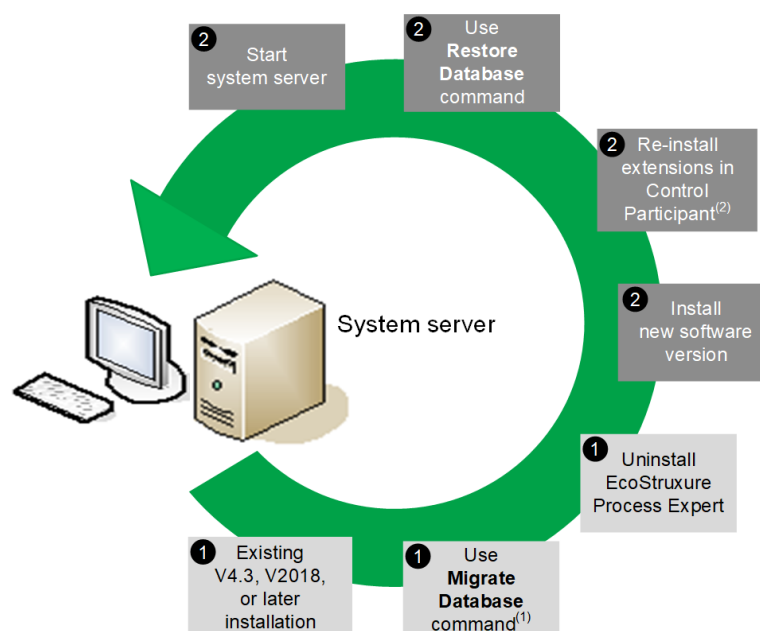 2
Start
system server
2
Use
Restore
Database
command
2
Re-install
extensions in
Control
Participant(2)
2
Install
new software
version
System server
1
Uninstall
EcoStruxure
Process Expert
1
Existing
V4.3, V2018,
or later
installation
1
Use
Migrate
Database
command(1)